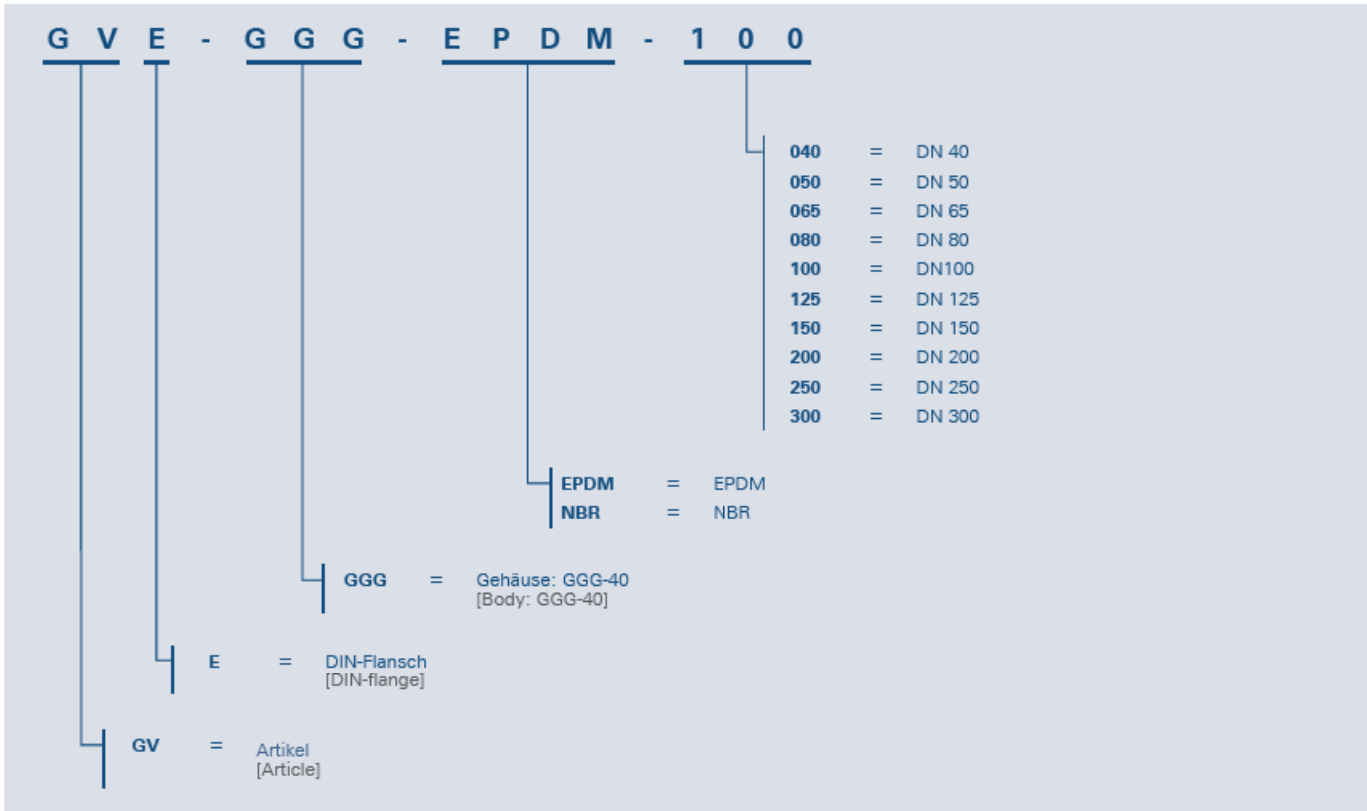 G V E - G G G - E P D M - 1 0 0
040 = DN 40
050 = DN 50
065 = DN 65
080 = DN 80
100 = DN100
125 = DN 125
150 = DN 150
200 = DN 200
250 = DN 250
300 = DN 300
EPDM = EPDM
NBR = NBR
GGG = Gehäuse: GGG-40
[Body: GGG-40]
E = DIN-Flansch
[DIN-flange]
GV = Artikel
[Article]